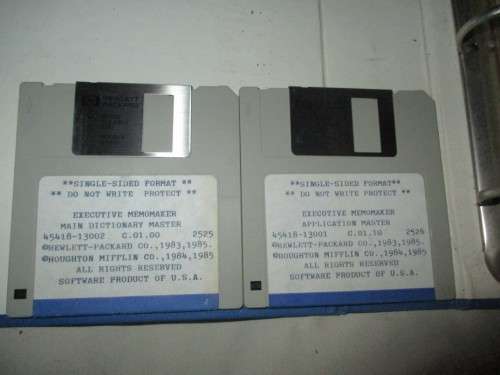 HEWLETT
PACKARD
**SINGLE-SIDED FORMAT **
** DO NOT WRITE PROTECT **
EXECUTIVE MEMOMAKER
MAIN DICTIONARY MASTER
45418-13002 C.01.00 2525
©HEWLETT-PACKARD CO.,1983,1985.
©HOUGHTON MIFFLIN CO.,1984,1985
ALL RIGHTS RESERVED
SOFTWARE PRODUCT OF U.S.A.
**SINGLE-SIDED FORMAT**
** DO NOT WRITE PROTECT **
EXECUTIVE MEMOMAKER
APPLICATION MASTER
45418-13001 C.01.10 2526
©HEWLETT-PACKARD CO.,1983,1985.
©HOUGHTON MIFFLIN CO.,1984,1985
ALL RIGHTS RESERVED
SOFTWARE PRODUCT OF U.S.A.